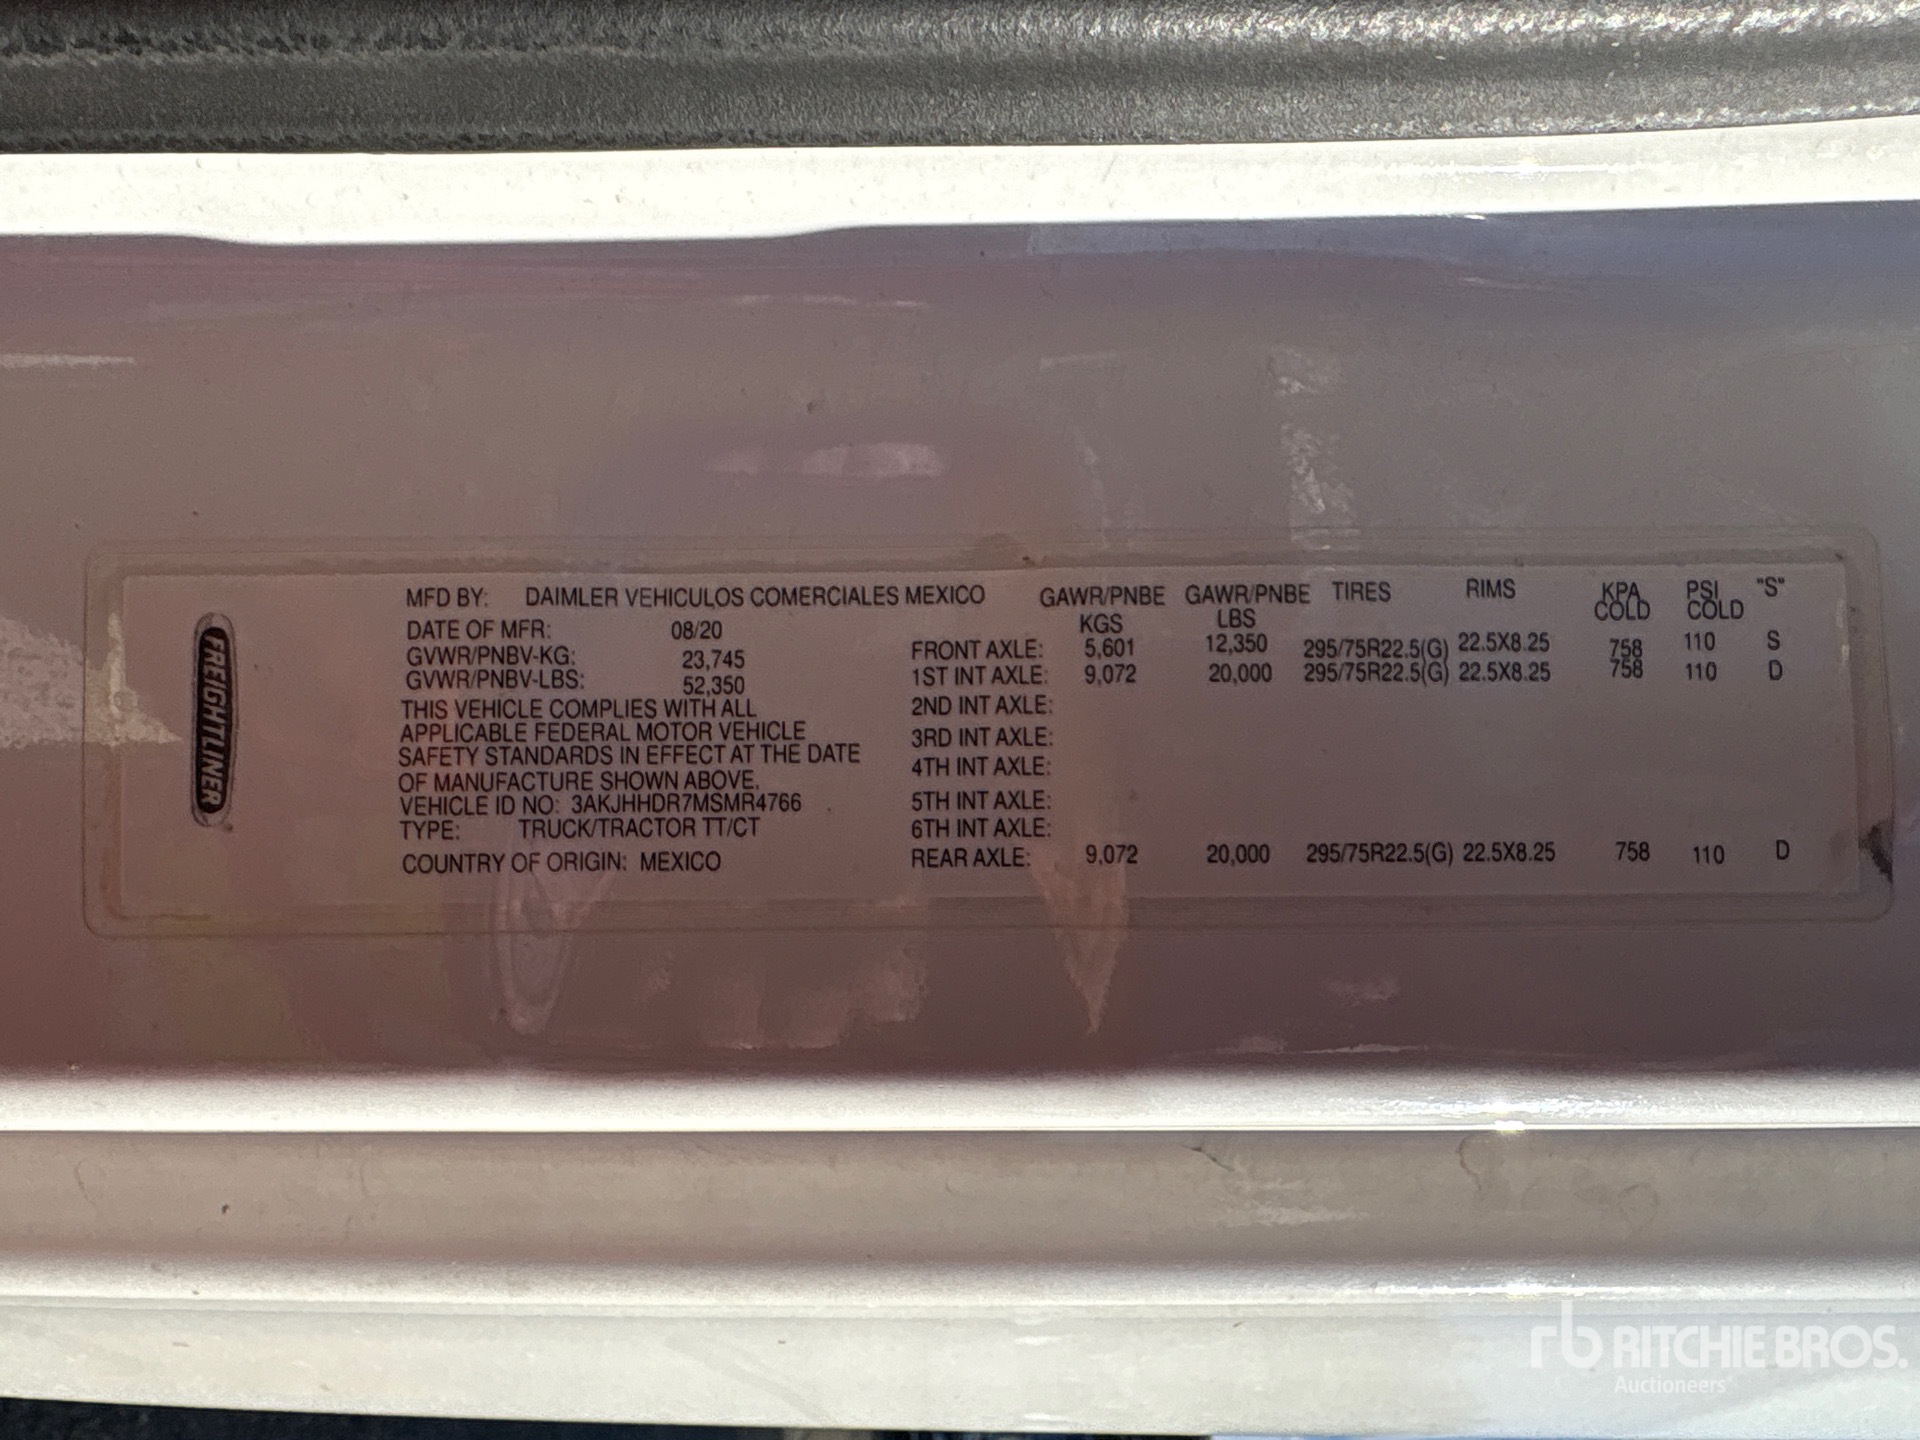 FREIGHTLINER
MFD BY: DAIMLER VEHICULOS COMERCIALES MEXICO
DATE OF MFR: 08/20
GVWR/PNBV-KG: 23,745
GVWR/PNBV-LBS: 52,350
THIS VEHICLE COMPLIES WITH ALL
APPLICABLE FEDERAL MOTOR VEHICLE
SAFETY STANDARDS IN EFFECT AT THE DATE
OF MANUFACTURE SHOWN ABOVE.
VEHICLE ID NO: 3AKJHHDR7MSMR4766
TYPE: TRUCK/TRACTOR TT/CT
COUNTRY OF ORIGIN: MEXICO
GAWR/PNBE GAWR/PNBE TIRES RIMS KPA PSI "S"
KGS LBS COLD COLD
FRONT AXLE: 5,601 12,350 295/75R22.5(G) 22.5X8.25 758 110 S
1ST INT AXLE: 9,072 20,000 295/75R22.5(G) 22.5X8.25 758 110 D
2ND INT AXLE:
3RD INT AXLE:
4TH INT AXLE:
5TH INT AXLE:
6TH INT AXLE:
REAR AXLE: 9,072 20,000 295/75R22.5(G) 22.5X8.25 758 110 D
rb RITCHIE BROS.
Auctioneers